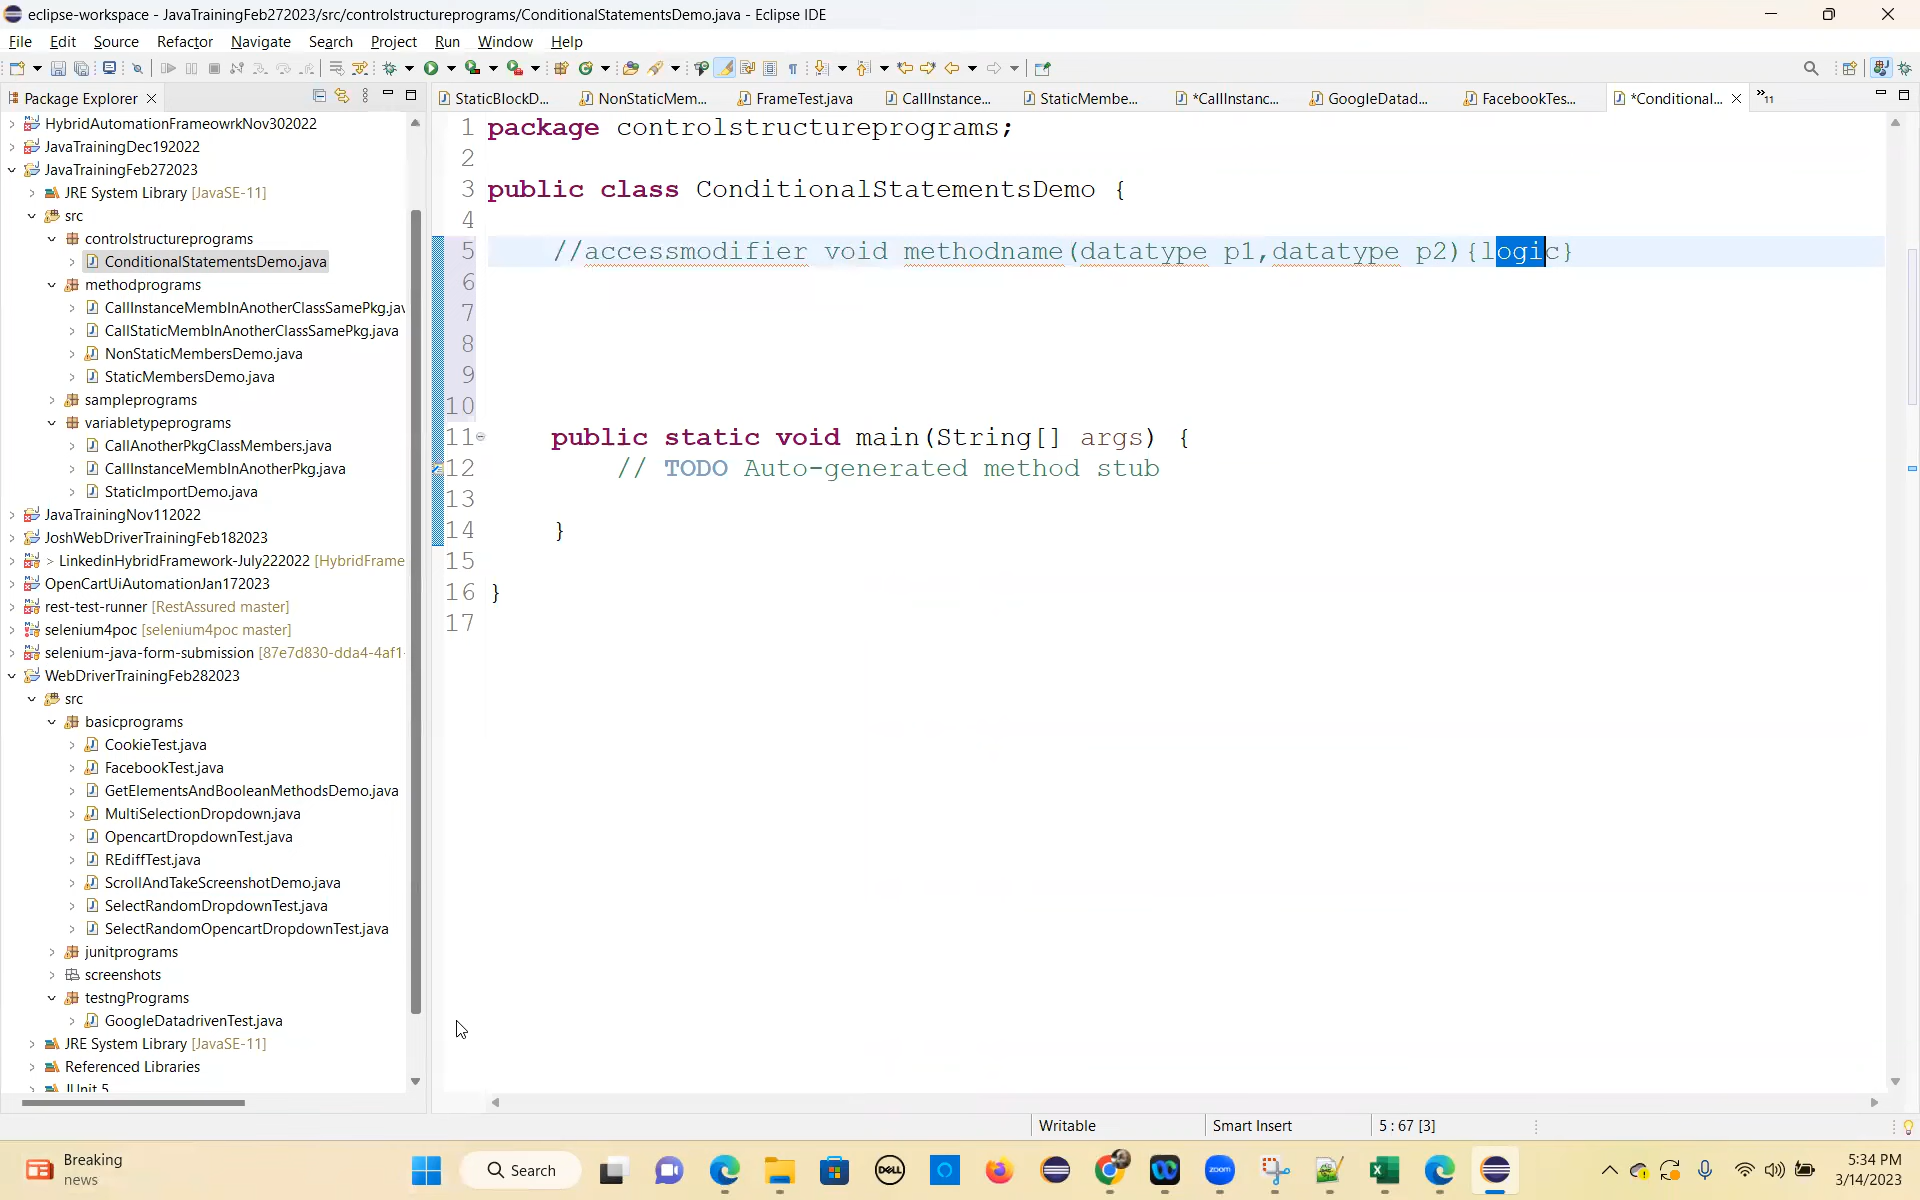 eclipse-workspace - JavaTrainingFeb272023/src/controlstructureprograms/ConditionalStatementsDemo.java - Eclipse IDE
File Edit Source Refactor Navigate Search Project Run Window Help
Package Explorer
StaticBlockD... NonStaticMem... FrameTest.java CallInstance... StaticMembe... *CallInstanc... GoogleDatad... FacebookTes... *Conditional... »11
HybridAutomationFrameowrkNov302022
JavaTrainingDec192022
JavaTrainingFeb272023
JRE System Library [JavaSE-11]
src
controlstructureprograms
ConditionalStatementsDemo.java
methodprograms
CallInstanceMembInAnotherClassSamePkg.jav
CallStaticMembInAnotherClassSamePkg.java
NonStaticMembersDemo.java
StaticMembersDemo.java
sampleprograms
variabletypeprograms
CallAnotherPkgClassMembers.java
CallInstanceMembInAnotherPkg.java
StaticImportDemo.java
JavaTrainingNov112022
JoshWebDriverTrainingFeb182023
> LinkedinHybridFramework-July222022 [HybridFrame
OpenCartUiAutomationJan172023
rest-test-runner [RestAssured master]
selenium4poc [selenium4poc master]
selenium-java-form-submission [87e7d830-dda4-4af1-
WebDriverTrainingFeb282023
src
basicprograms
CookieTest.java
FacebookTest.java
GetElementsAndBooleanMethodsDemo.java
MultiSelectionDropdown.java
OpencartDropdownTest.java
REdiffTest.java
ScrollAndTakeScreenshotDemo.java
SelectRandomDropdownTest.java
SelectRandomOpencartDropdownTest.java
junitprograms
screenshots
testngPrograms
GoogleDatadrivenTest.java
JRE System Library [JavaSE-11]
Referenced Libraries
JUnit 5
1 package controlstructureprograms;
2
3 public class ConditionalStatementsDemo {
4
5 //accessmodifier void methodname(datatype p1,datatype p2){logic}
6
7
8
9
10
11 public static void main(String[] args) {
12 // TODO Auto-generated method stub
13
14 }
15
16 }
17
Writable Smart Insert 5 : 67 [3]
Breaking
news
Search
DELL
zoom
5:34 PM
3/14/2023